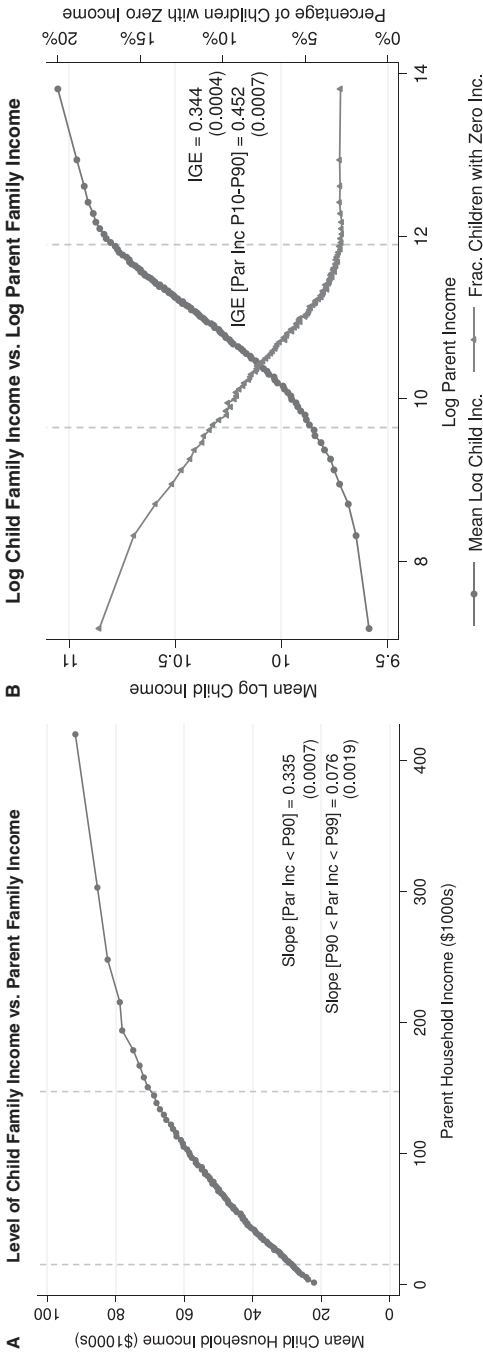 A
Level of Child Family Income vs. Parent Family Income
Mean Child Household Income ($1000s)
100
80
60
40
20
0
Slope [Par Inc < P90] = 0.335
(0.0007)
Slope [P90 < Par Inc < P99] = 0.076
(0.0019)
0
100
200
300
400
Parent Household Income ($1000s)
B
Log Child Family Income vs. Log Parent Family Income
Mean Log Child Income
11
10.5
10
9.5
IGE = 0.344
(0.0004)
IGE [Par Inc P10-P90] = 0.452
(0.0007)
Percentage of Children with Zero Income
20%
15%
10%
5%
0%
8
10
12
14
Log Parent Income
Mean Log Child Inc.
Frac. Children with Zero Inc.